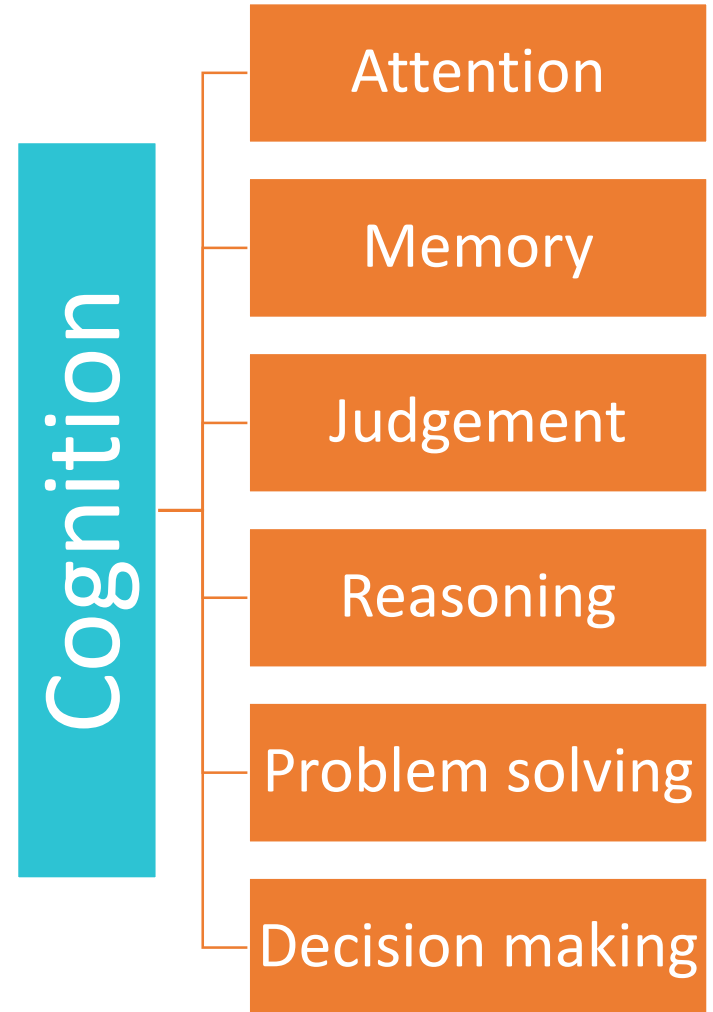 Cognition
Attention
Memory
Judgement
Reasoning
Problem solving
Decision making